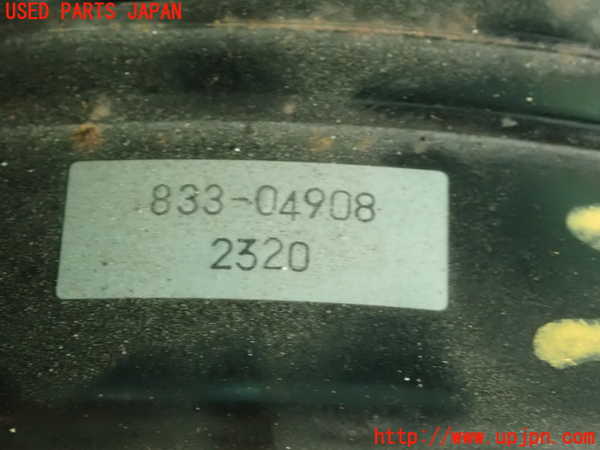 USED PARTS JAPAN
833-04908
2320
http://www.upjpn.com/